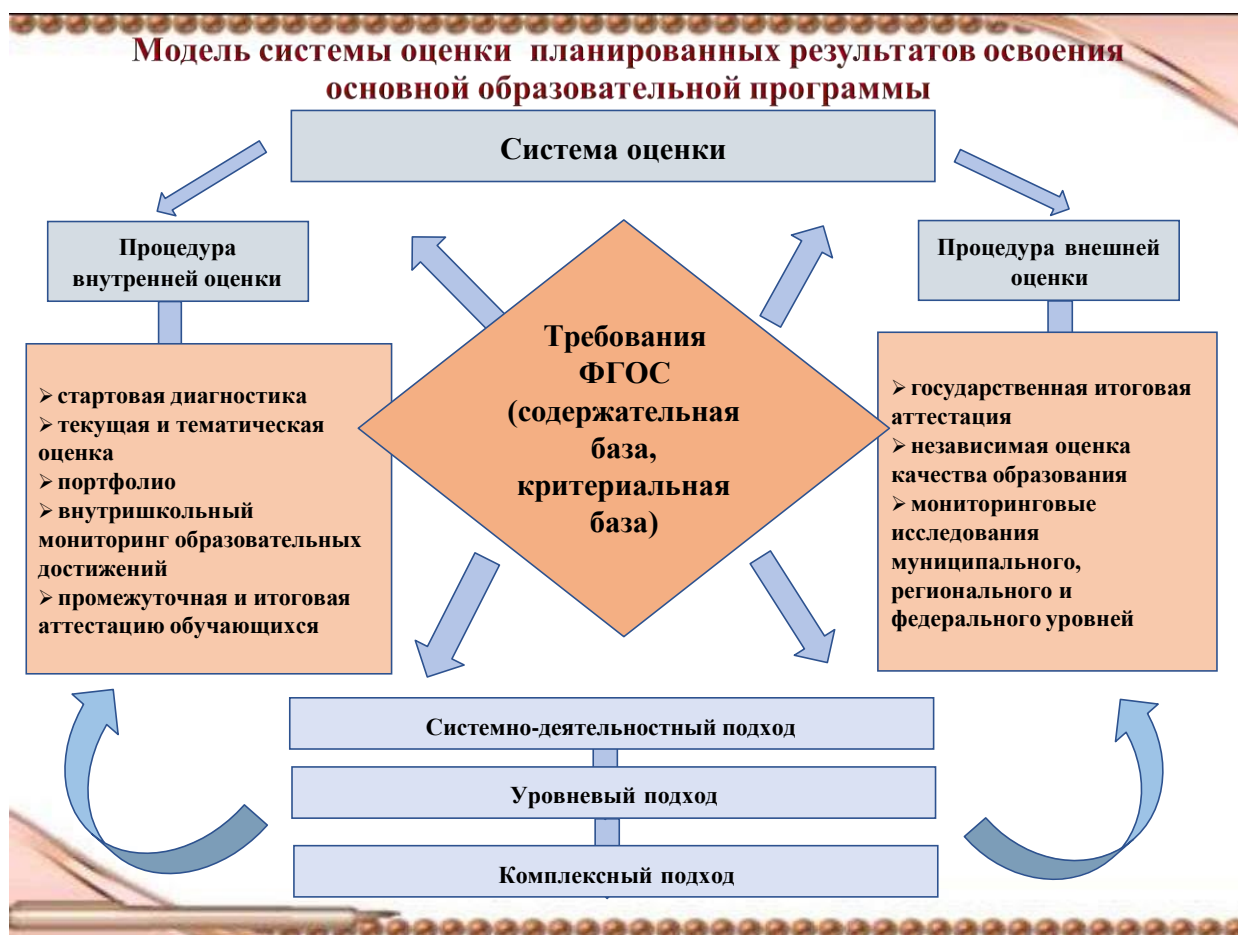 Модель системы оценки планированных результатов освоения
основной образовательной программы
Система оценки
Процедура
внутренней оценки
Процедура внешней
оценки
Требования
ФГОС
(содержательная
база,
критериальная
база)
➢ стартовая диагностика
➢ текущая и тематическая
оценка
➢ портфолио
➢ внутришкольный
мониторинг образовательных
достижений
➢ промежуточная и итоговая
аттестацию обучающихся
➢ государственная итоговая
аттестация
➢ независимая оценка
качества образования
➢ мониторинговые
исследования
муниципального,
регионального и
федерального уровней
Системно-деятельностный подход
Уровневый подход
Комплексный подход